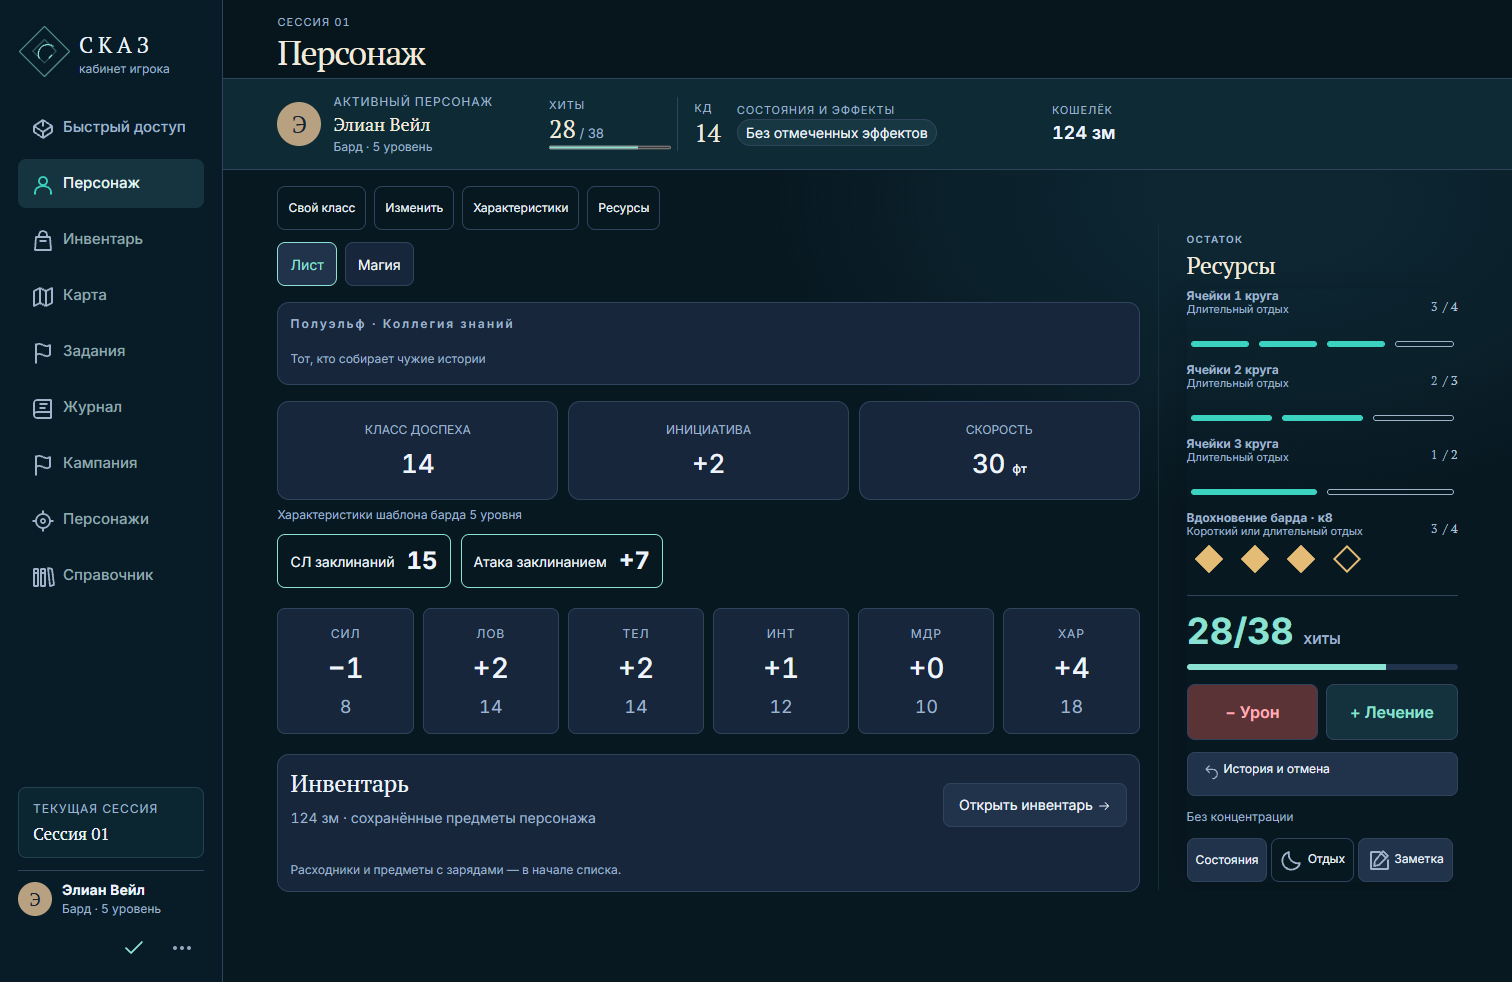 СКАЗ
кабинет игрока
Быстрый доступ
Персонаж
Инвентарь
Карта
Задания
Журнал
Кампания
Персонажи
Справочник
ТЕКУЩАЯ СЕССИЯ
Сессия 01
Э
Элиан Вейл
Бард · 5 уровень
СЕССИЯ 01
Персонаж
Э
АКТИВНЫЙ ПЕРСОНАЖ
Элиан Вейл
Бард · 5 уровень
ХИТЫ
28 / 38
КД
14
СОСТОЯНИЯ И ЭФФЕКТЫ
Без отмеченных эффектов
КОШЕЛЁК
124 зм
Свой класс
Изменить
Характеристики
Ресурсы
Лист
Магия
Полуэльф · Коллегия знаний
Тот, кто собирает чужие истории
КЛАСС ДОСПЕХА
14
ИНИЦИАТИВА
+2
СКОРОСТЬ
30 фт
Характеристики шаблона барда 5 уровня
СЛ заклинаний 15
Атака заклинанием +7
СИЛ
−1
8
ЛОВ
+2
14
ТЕЛ
+2
14
ИНТ
+1
12
МДР
+0
10
ХАР
+4
18
Инвентарь
124 зм · сохранённые предметы персонажа
Открыть инвентарь →
Расходники и предметы с зарядами — в начале списка.
ОСТАТОК
Ресурсы
Ячейки 1 круга
Длительный отдых
3 / 4
Ячейки 2 круга
Длительный отдых
2 / 3
Ячейки 3 круга
Длительный отдых
1 / 2
Вдохновение барда · к8
Короткий или длительный отдых
3 / 4
28/38 ХИТЫ
− Урон
+ Лечение
История и отмена
Без концентрации
Состояния
Отдых
Заметка